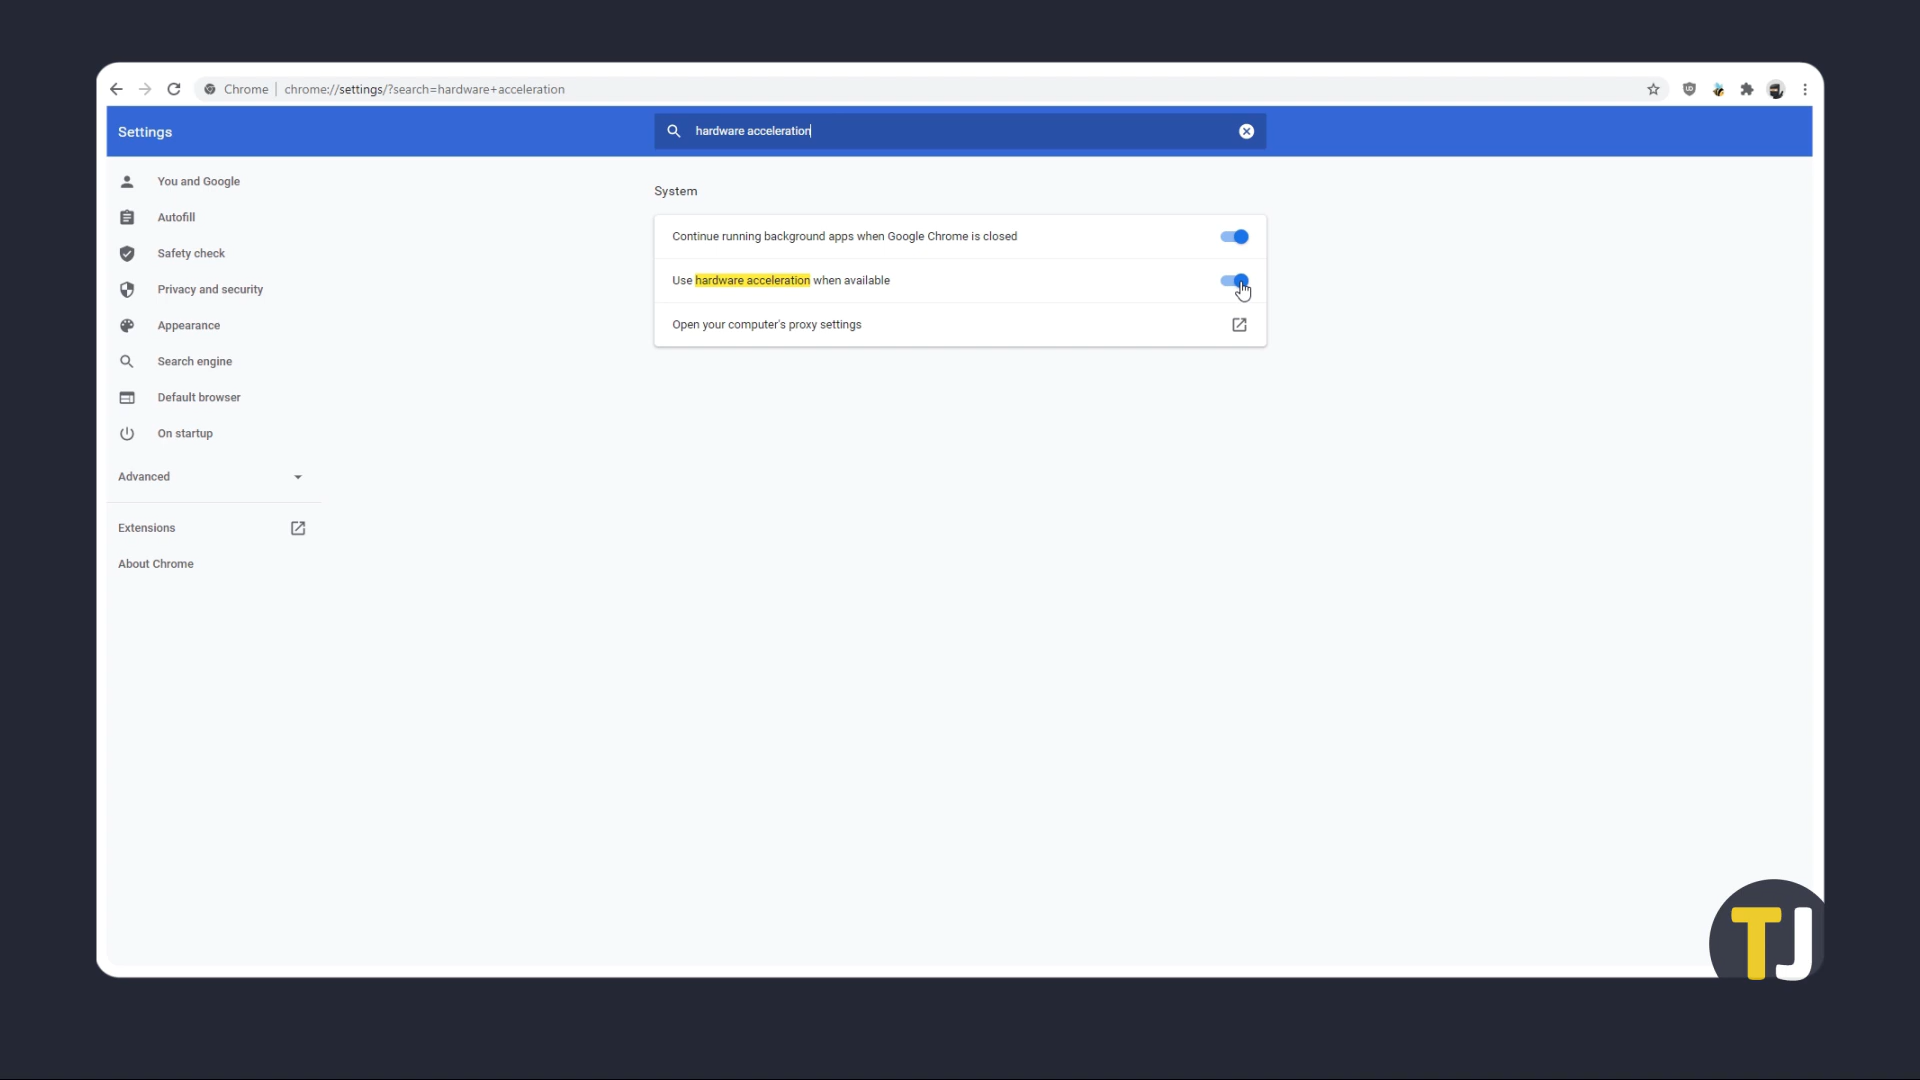 Chrome | chrome://settings/?search=hardware+acceleration
Settings
hardware acceleration
You and Google
Autofill
Safety check
Privacy and security
Appearance
Search engine
Default browser
On startup
Advanced
Extensions
About Chrome
System
Continue running background apps when Google Chrome is closed
Use hardware acceleration when available
Open your computer's proxy settings
TJ